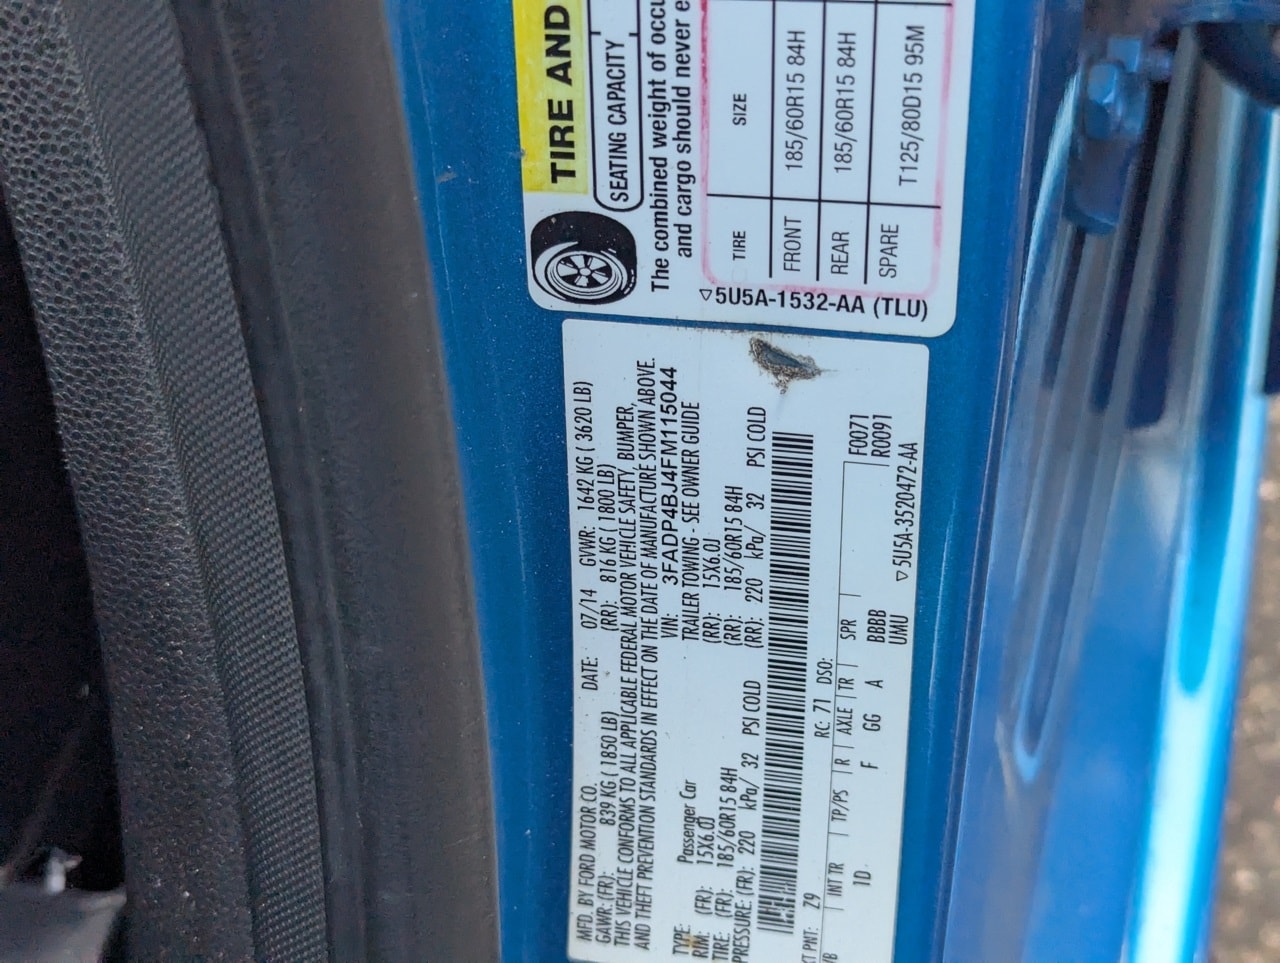 TIRE AND
SEATING CAPACITY
The combined weight of occu
and cargo should never e
TIRE SIZE
FRONT 185/60R15 84H
REAR 185/60R15 84H
SPARE T125/80D15 95M
▽5U5A-1532-AA (TLU)
MFD. BY FORD MOTOR CO. DATE: 07/14 GVWR: 1642 KG ( 3620 LB)
GAWR: (FR): 839 KG ( 1850 LB) (RR): 816 KG ( 1800 LB)
THIS VEHICLE CONFORMS TO ALL APPLICABLE FEDERAL MOTOR VEHICLE SAFETY, BUMPER,
AND THEFT PREVENTION STANDARDS IN EFFECT ON THE DATE OF MANUFACTURE SHOWN ABOVE.
VIN: 3FADP4BJ4FM115044
TYPE: Passenger Car TRAILER TOWING - SEE OWNER GUIDE
RIM: (FR): 15X6.0J (RR): 15X6.0J
TIRE: (FR): 185/60R15 84H (RR): 185/60R15 84H
PRESSURE: (FR): 220 kPa/ 32 PSI COLD (RR): 220 kPa/ 32 PSI COLD
XT PNT: Z9 RC: 71 DSO: F0071
WB | INT TR | TP/PS | R | AXLE | TR | SPR R0091
1D F GG A BBBB
UMU
▽5U5A-3520472-AA